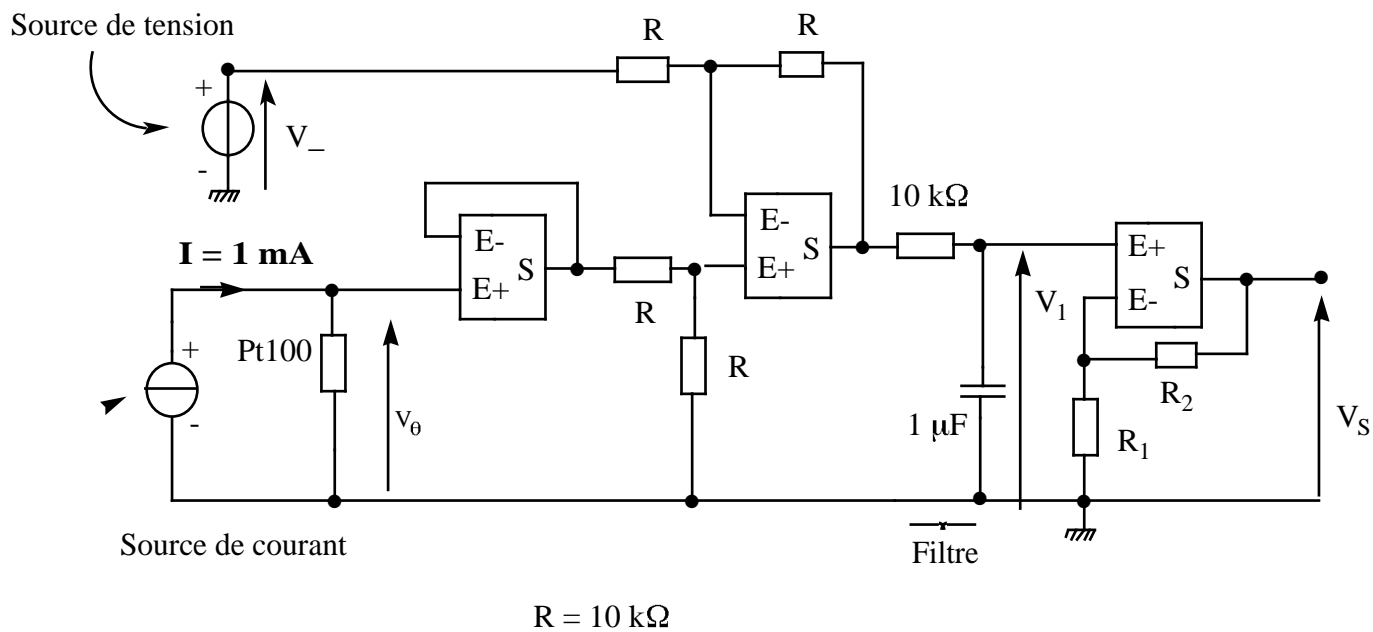 Source de tension
R
R
+
V_
-
10 kΩ
E-
S
E+
E-
S
E+
I = 1 mA
E+
S
E-
V1
R
Pt100
+
R
R2
Vθ
1 μF
VS
-
R1
Source de courant
Filtre
R = 10 kΩ